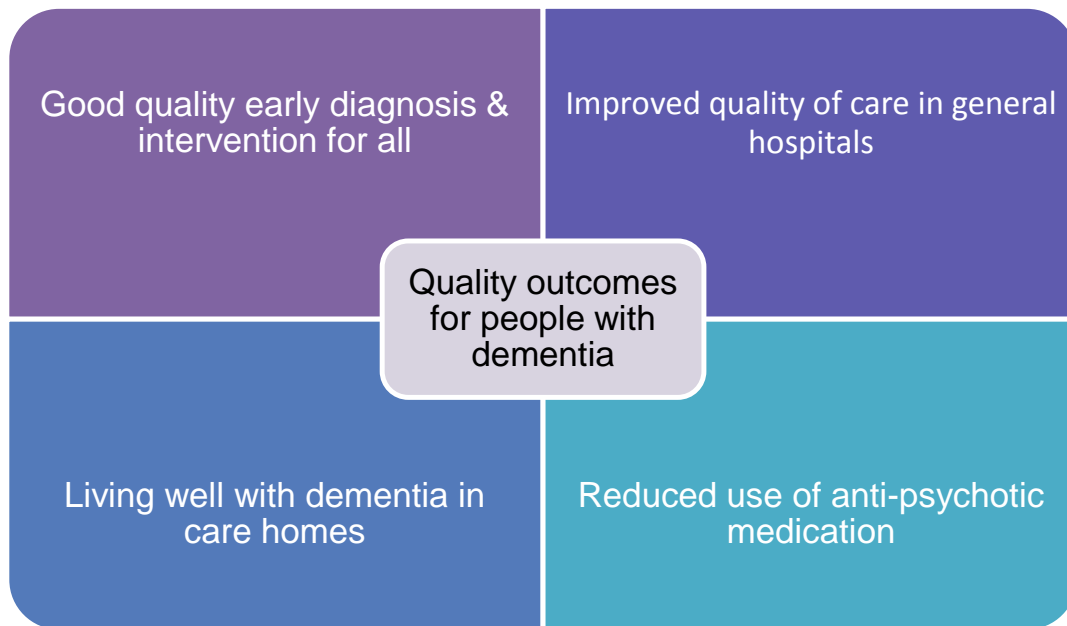 Good quality early diagnosis &
intervention for all
Improved quality of care in general
hospitals
Quality outcomes
for people with
dementia
Living well with dementia in
care homes
Reduced use of anti-psychotic
medication